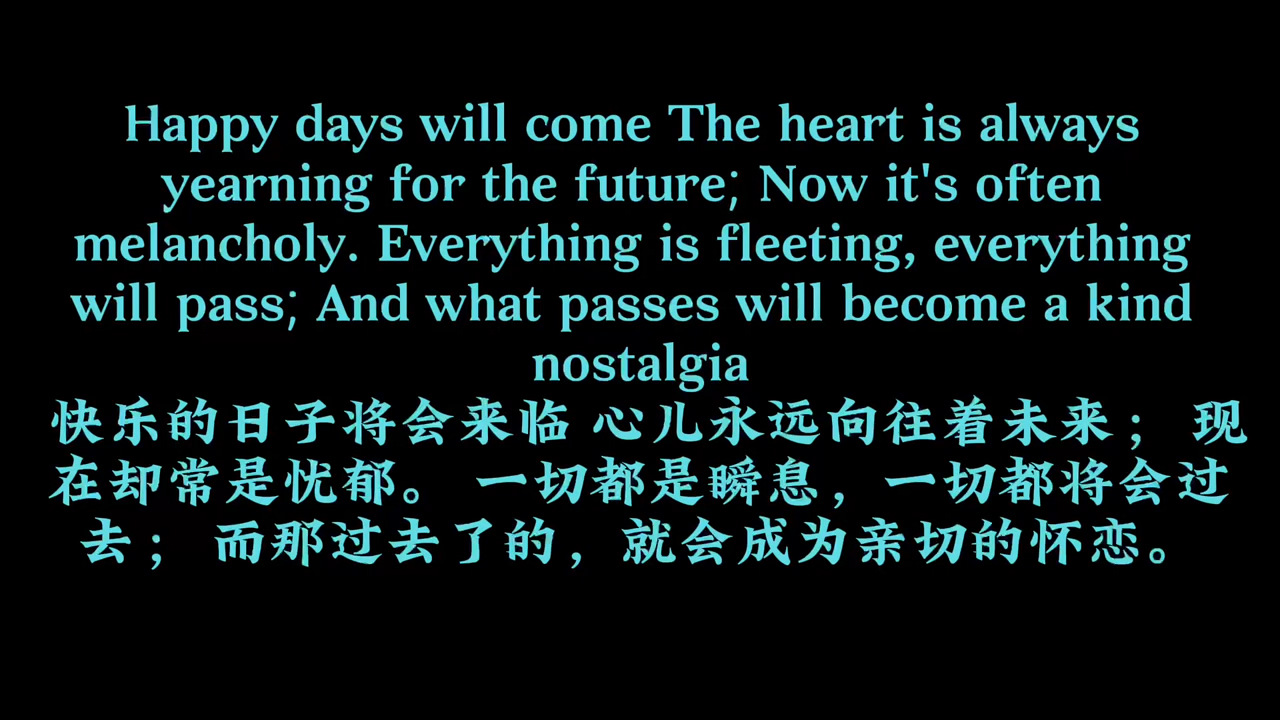 Happy days will come The heart is always
yearning for the future; Now it's often
melancholy. Everything is fleeting, everything
will pass; And what passes will become a kind
nostalgia
快乐的日子将会来临 心儿永远向往着未来； 现
在却常是忧郁。 一切都是瞬息，一切都将会过
去； 而那过去了的，就会成为亲切的怀恋。